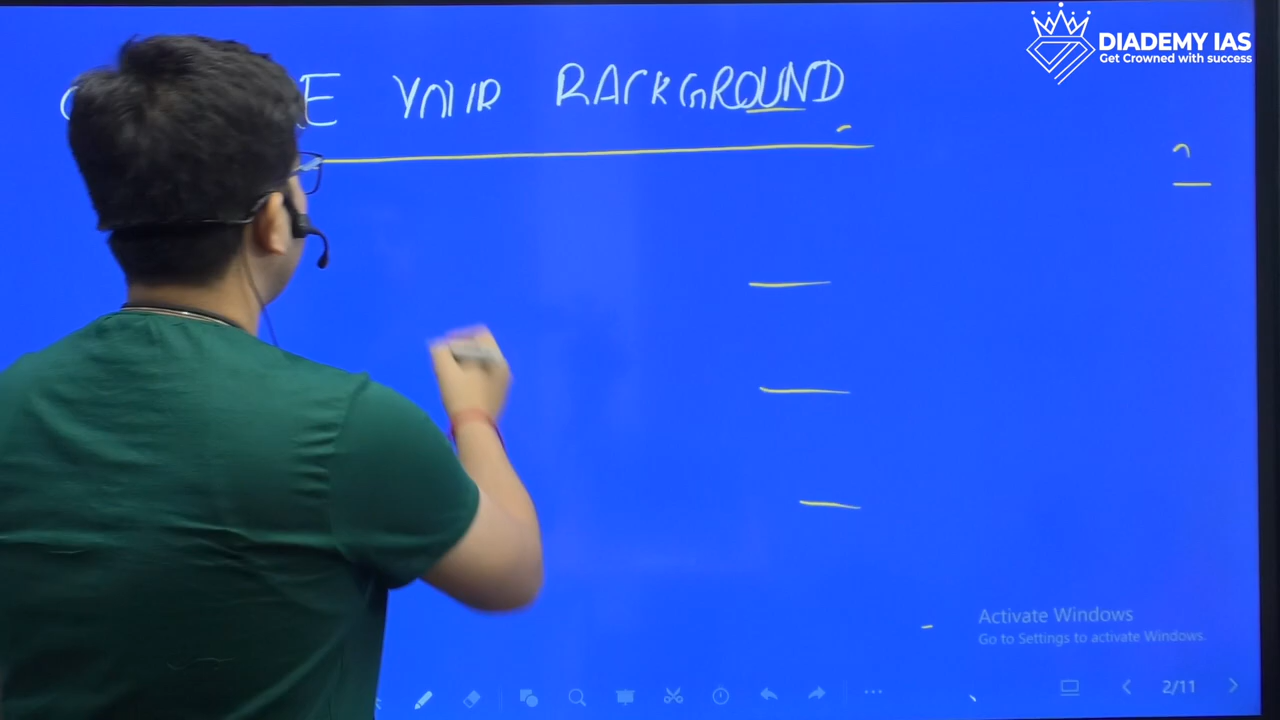 DIADEMY IAS
Get Crowned with success
YOUR BACKGROUND
Activate Windows
Go to Settings to activate Windows.
2/11